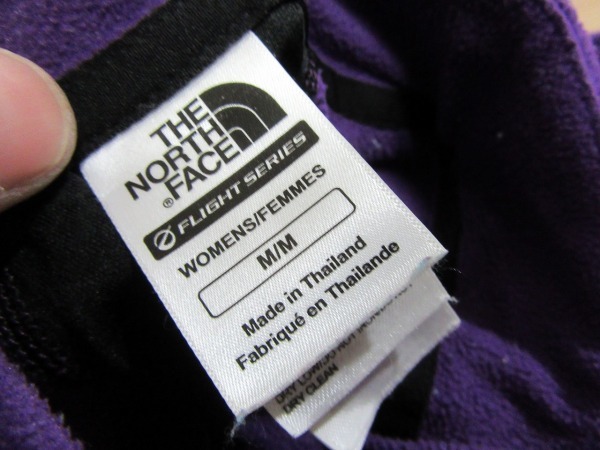 THE
NORTH
FACE
®
FLIGHT SERIES
WOMENS/FEMMES
M/M
Made in Thailand
Fabriqué en Thailande
DRY CLEAN